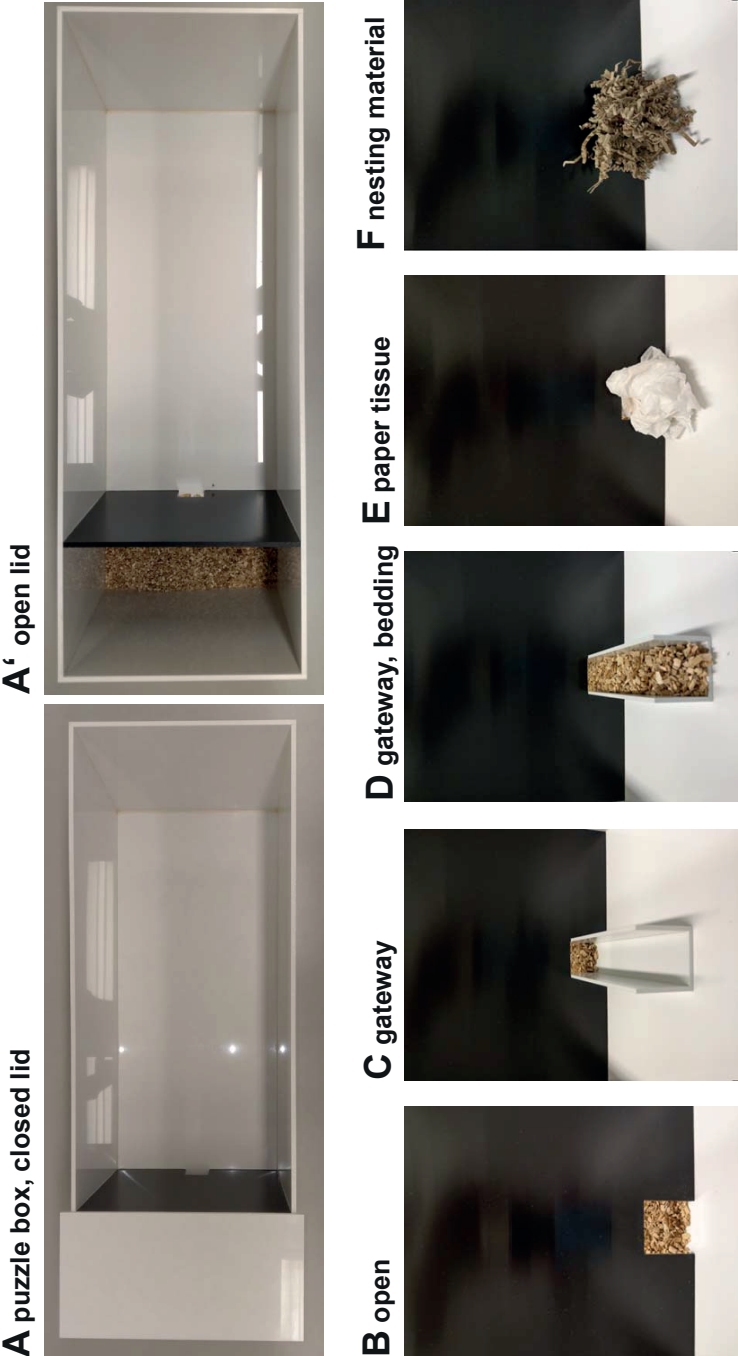 A puzzle box, closed lid
A‘ open lid
B open
C gateway
D gateway, bedding
E paper tissue
F nesting material